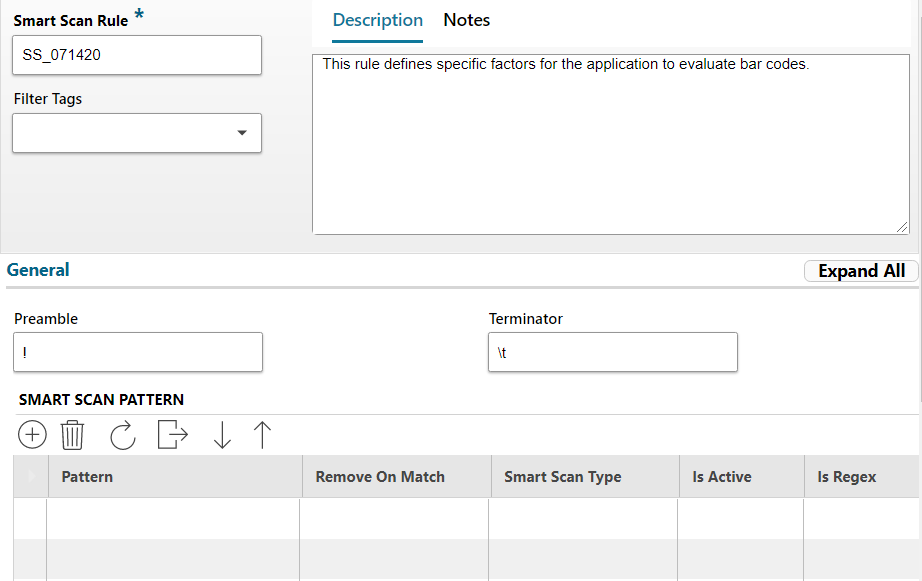 Smart Scan Rule *
SS_071420
Filter Tags
Description Notes
This rule defines specific factors for the application to evaluate bar codes.
General
Expand All
Preamble
!
Terminator
\t
SMART SCAN PATTERN
Pattern Remove On Match Smart Scan Type Is Active Is Regex